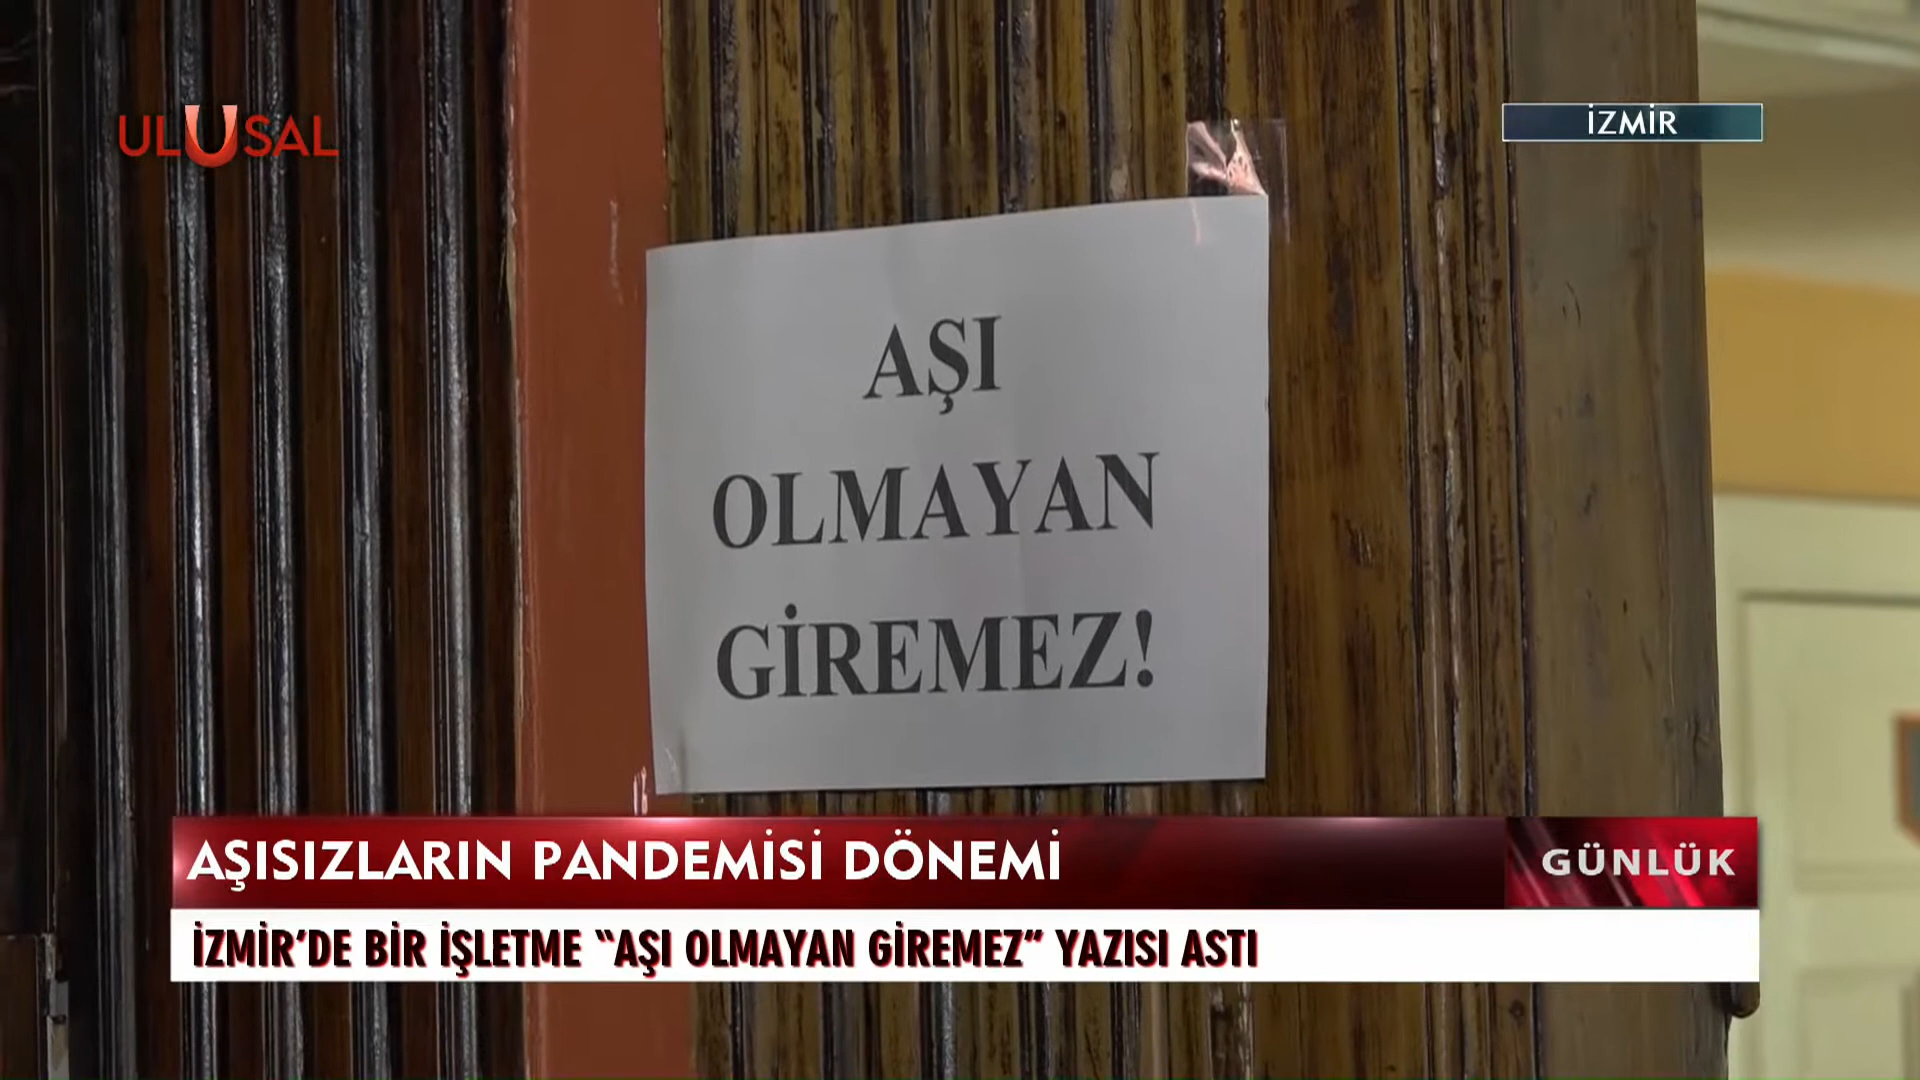 ULUSAL
İZMİR
AŞI
OLMAYAN
GİREMEZ!
AŞISIZLARIN PANDEMİSİ DÖNEMİ
GÜNLÜK
İZMİR'DE BİR İŞLETME “AŞI OLMAYAN GİREMEZ” YAZISI ASTI